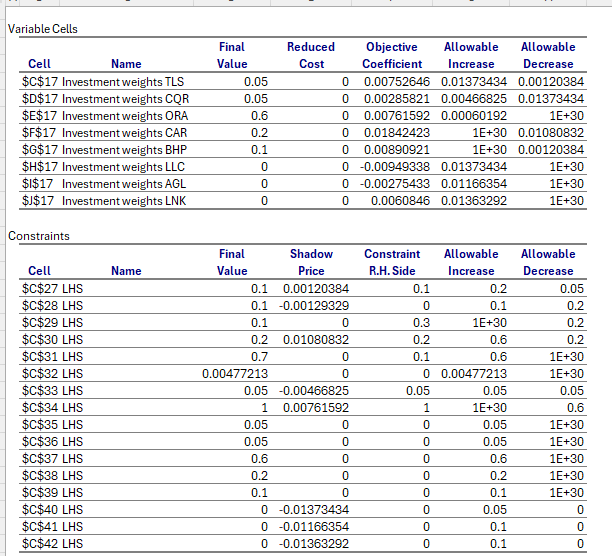 Variable Cells
Final Reduced Objective Allowable Allowable
Cell Name Value Cost Coefficient Increase Decrease
$C$17 Investment weights TLS 0.05 0 0.00752646 0.01373434 0.00120384
$D$17 Investment weights CQR 0.05 0 0.00285821 0.00466825 0.01373434
$E$17 Investment weights ORA 0.6 0 0.00761592 0.00060192 1E+30
$F$17 Investment weights CAR 0.2 0 0.01842423 1E+30 0.01080832
$G$17 Investment weights BHP 0.1 0 0.00890921 1E+30 0.00120384
$H$17 Investment weights LLC 0 0 -0.00949338 0.01373434 1E+30
$I$17 Investment weights AGL 0 0 -0.00275433 0.01166354 1E+30
$J$17 Investment weights LNK 0 0 0.0060846 0.01363292 1E+30
Constraints
Final Shadow Constraint Allowable Allowable
Cell Name Value Price R.H. Side Increase Decrease
$C$27 LHS 0.1 0.00120384 0.1 0.2 0.05
$C$28 LHS 0.1 -0.00129329 0 0.1 0.2
$C$29 LHS 0.1 0 0.3 1E+30 0.2
$C$30 LHS 0.2 0.01080832 0.2 0.6 0.2
$C$31 LHS 0.7 0 0.1 0.6 1E+30
$C$32 LHS 0.00477213 0 0 0.00477213 1E+30
$C$33 LHS 0.05 -0.00466825 0.05 0.05 0.05
$C$34 LHS 1 0.00761592 1 1E+30 0.6
$C$35 LHS 0.05 0 0 0.05 1E+30
$C$36 LHS 0.05 0 0 0.05 1E+30
$C$37 LHS 0.6 0 0 0.6 1E+30
$C$38 LHS 0.2 0 0 0.2 1E+30
$C$39 LHS 0.1 0 0 0.1 1E+30
$C$40 LHS 0 -0.01373434 0 0.05 0
$C$41 LHS 0 -0.01166354 0 0.1 0
$C$42 LHS 0 -0.01363292 0 0.1 0